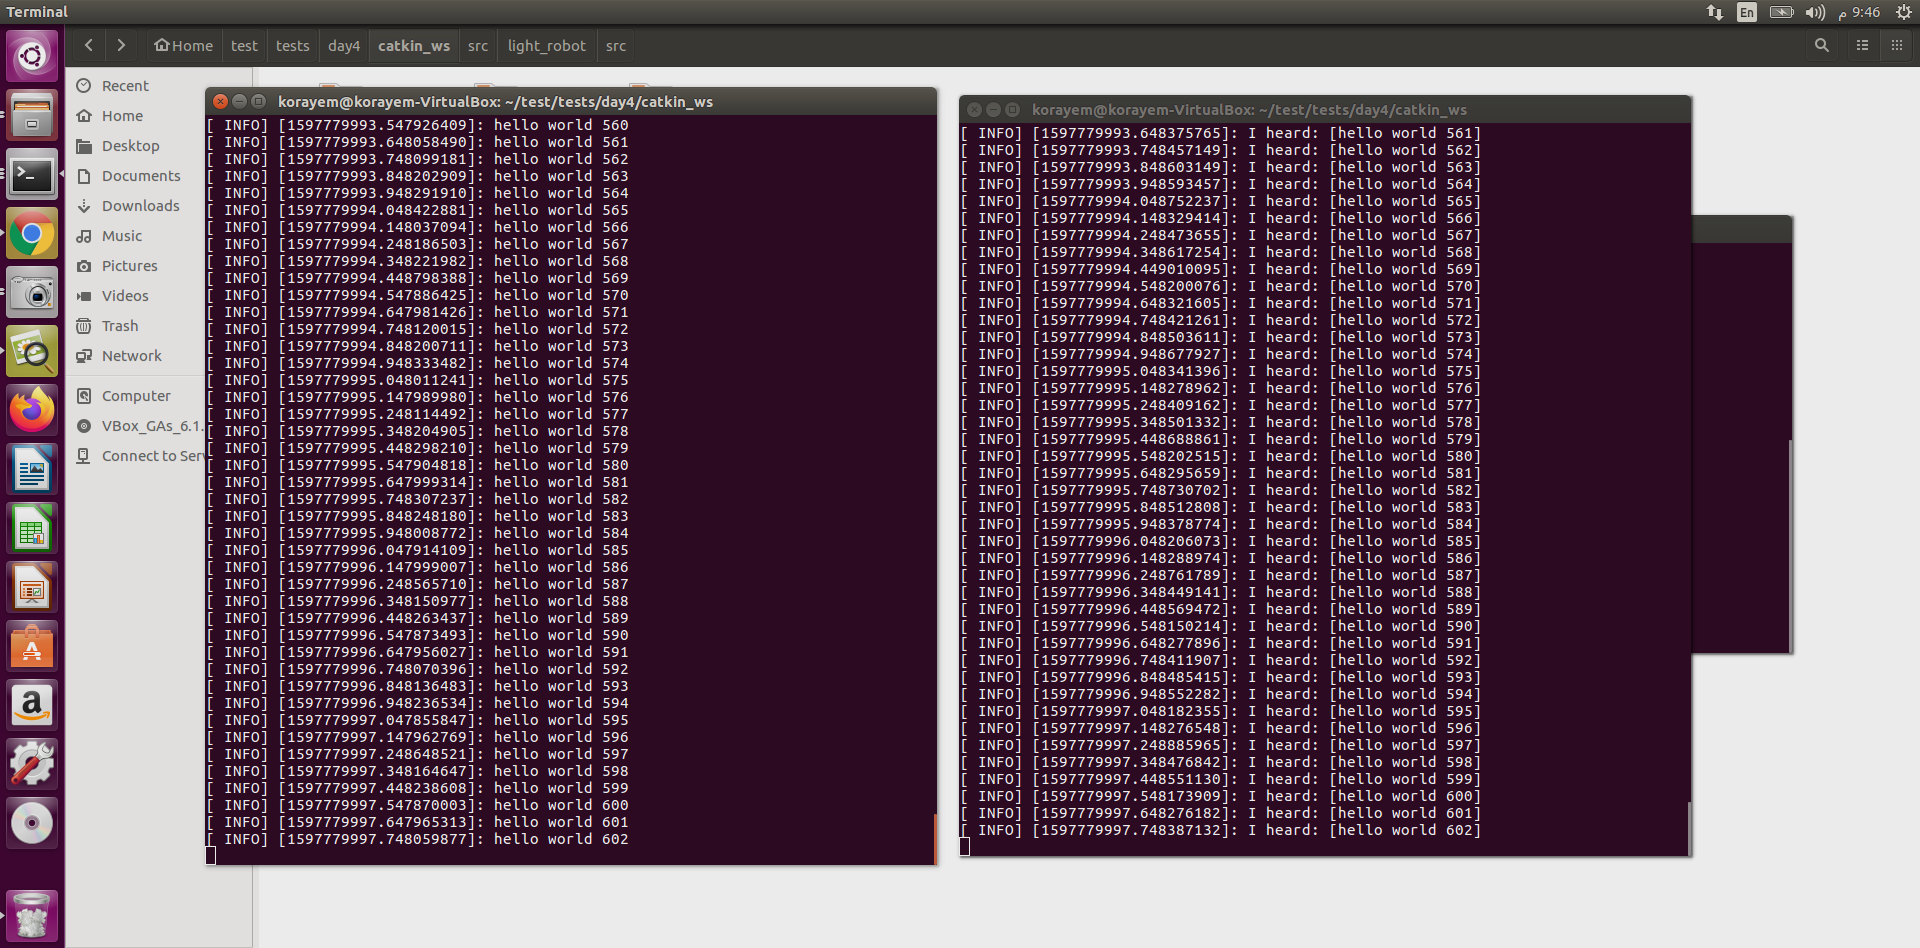 Terminal
En
م 9:46
Home test tests day4 catkin_ws src light_robot src
Recent
Home
Desktop
Documents
Downloads
Music
Pictures
Videos
Trash
Network
Computer
VBox_GAs_6.1.
Connect to Serv
korayem@korayem-VirtualBox: ~/test/tests/day4/catkin_ws
[ INFO] [1597779993.547926409]: hello world 560
[ INFO] [1597779993.648058490]: hello world 561
[ INFO] [1597779993.748099181]: hello world 562
[ INFO] [1597779993.848202909]: hello world 563
[ INFO] [1597779993.948291910]: hello world 564
[ INFO] [1597779994.048422881]: hello world 565
[ INFO] [1597779994.148037094]: hello world 566
[ INFO] [1597779994.248186503]: hello world 567
[ INFO] [1597779994.348221982]: hello world 568
[ INFO] [1597779994.448798388]: hello world 569
[ INFO] [1597779994.547886425]: hello world 570
[ INFO] [1597779994.647981426]: hello world 571
[ INFO] [1597779994.748120015]: hello world 572
[ INFO] [1597779994.848200711]: hello world 573
[ INFO] [1597779994.948333482]: hello world 574
[ INFO] [1597779995.048011241]: hello world 575
[ INFO] [1597779995.147989980]: hello world 576
[ INFO] [1597779995.248114492]: hello world 577
[ INFO] [1597779995.348204905]: hello world 578
[ INFO] [1597779995.448298210]: hello world 579
[ INFO] [1597779995.547904818]: hello world 580
[ INFO] [1597779995.647999314]: hello world 581
[ INFO] [1597779995.748307237]: hello world 582
[ INFO] [1597779995.848248180]: hello world 583
[ INFO] [1597779995.948008772]: hello world 584
[ INFO] [1597779996.047914109]: hello world 585
[ INFO] [1597779996.147999007]: hello world 586
[ INFO] [1597779996.248565710]: hello world 587
[ INFO] [1597779996.348150977]: hello world 588
[ INFO] [1597779996.448263437]: hello world 589
[ INFO] [1597779996.547873493]: hello world 590
[ INFO] [1597779996.647956027]: hello world 591
[ INFO] [1597779996.748070396]: hello world 592
[ INFO] [1597779996.848136483]: hello world 593
[ INFO] [1597779996.948236534]: hello world 594
[ INFO] [1597779997.047855847]: hello world 595
[ INFO] [1597779997.147962769]: hello world 596
[ INFO] [1597779997.248648521]: hello world 597
[ INFO] [1597779997.348164647]: hello world 598
[ INFO] [1597779997.448238608]: hello world 599
[ INFO] [1597779997.547870003]: hello world 600
[ INFO] [1597779997.647965313]: hello world 601
[ INFO] [1597779997.748059877]: hello world 602
korayem@korayem-VirtualBox: ~/test/tests/day4/catkin_ws
[ INFO] [1597779993.648375765]: I heard: [hello world 561]
[ INFO] [1597779993.748457149]: I heard: [hello world 562]
[ INFO] [1597779993.848603149]: I heard: [hello world 563]
[ INFO] [1597779993.948593457]: I heard: [hello world 564]
[ INFO] [1597779994.048752237]: I heard: [hello world 565]
[ INFO] [1597779994.148329414]: I heard: [hello world 566]
[ INFO] [1597779994.248473655]: I heard: [hello world 567]
[ INFO] [1597779994.348617254]: I heard: [hello world 568]
[ INFO] [1597779994.449010095]: I heard: [hello world 569]
[ INFO] [1597779994.548200076]: I heard: [hello world 570]
[ INFO] [1597779994.648321605]: I heard: [hello world 571]
[ INFO] [1597779994.748421261]: I heard: [hello world 572]
[ INFO] [1597779994.848503611]: I heard: [hello world 573]
[ INFO] [1597779994.948677927]: I heard: [hello world 574]
[ INFO] [1597779995.048341396]: I heard: [hello world 575]
[ INFO] [1597779995.148278962]: I heard: [hello world 576]
[ INFO] [1597779995.248409162]: I heard: [hello world 577]
[ INFO] [1597779995.348501332]: I heard: [hello world 578]
[ INFO] [1597779995.448688861]: I heard: [hello world 579]
[ INFO] [1597779995.548202515]: I heard: [hello world 580]
[ INFO] [1597779995.648295659]: I heard: [hello world 581]
[ INFO] [1597779995.748730702]: I heard: [hello world 582]
[ INFO] [1597779995.848512808]: I heard: [hello world 583]
[ INFO] [1597779995.948378774]: I heard: [hello world 584]
[ INFO] [1597779996.048206073]: I heard: [hello world 585]
[ INFO] [1597779996.148288974]: I heard: [hello world 586]
[ INFO] [1597779996.248761789]: I heard: [hello world 587]
[ INFO] [1597779996.348449141]: I heard: [hello world 588]
[ INFO] [1597779996.448569472]: I heard: [hello world 589]
[ INFO] [1597779996.548150214]: I heard: [hello world 590]
[ INFO] [1597779996.648277896]: I heard: [hello world 591]
[ INFO] [1597779996.748411907]: I heard: [hello world 592]
[ INFO] [1597779996.848485415]: I heard: [hello world 593]
[ INFO] [1597779996.948552282]: I heard: [hello world 594]
[ INFO] [1597779997.048182355]: I heard: [hello world 595]
[ INFO] [1597779997.148276548]: I heard: [hello world 596]
[ INFO] [1597779997.248885965]: I heard: [hello world 597]
[ INFO] [1597779997.348476842]: I heard: [hello world 598]
[ INFO] [1597779997.448551130]: I heard: [hello world 599]
[ INFO] [1597779997.548173909]: I heard: [hello world 600]
[ INFO] [1597779997.648276182]: I heard: [hello world 601]
[ INFO] [1597779997.748387132]: I heard: [hello world 602]